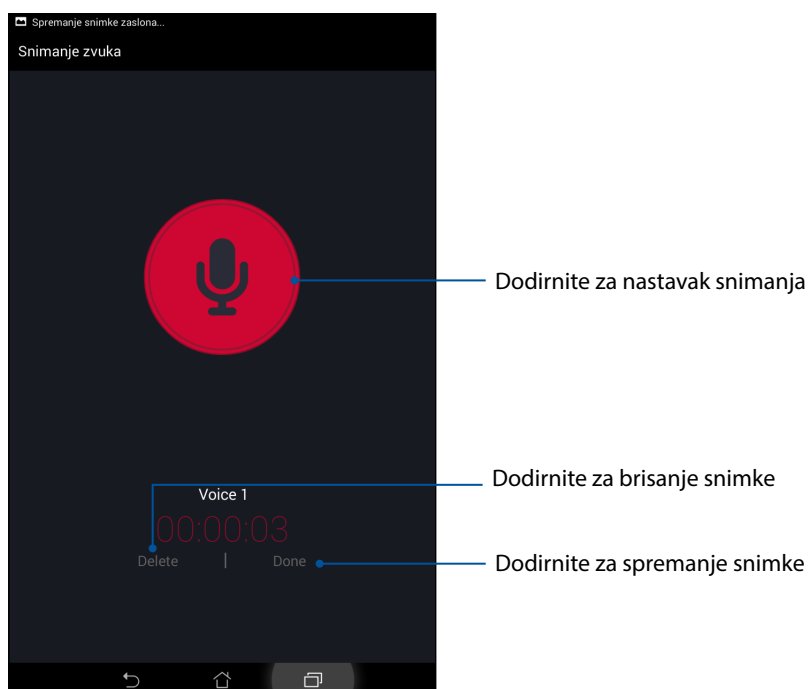 Spremanje snimke zaslona...
Snimanje zvuka
Dodirnite za nastavak snimanja
Dodirnite za brisanje snimke
Voice 1
00:00:03
Delete | Done
Dodirnite za spremanje snimke